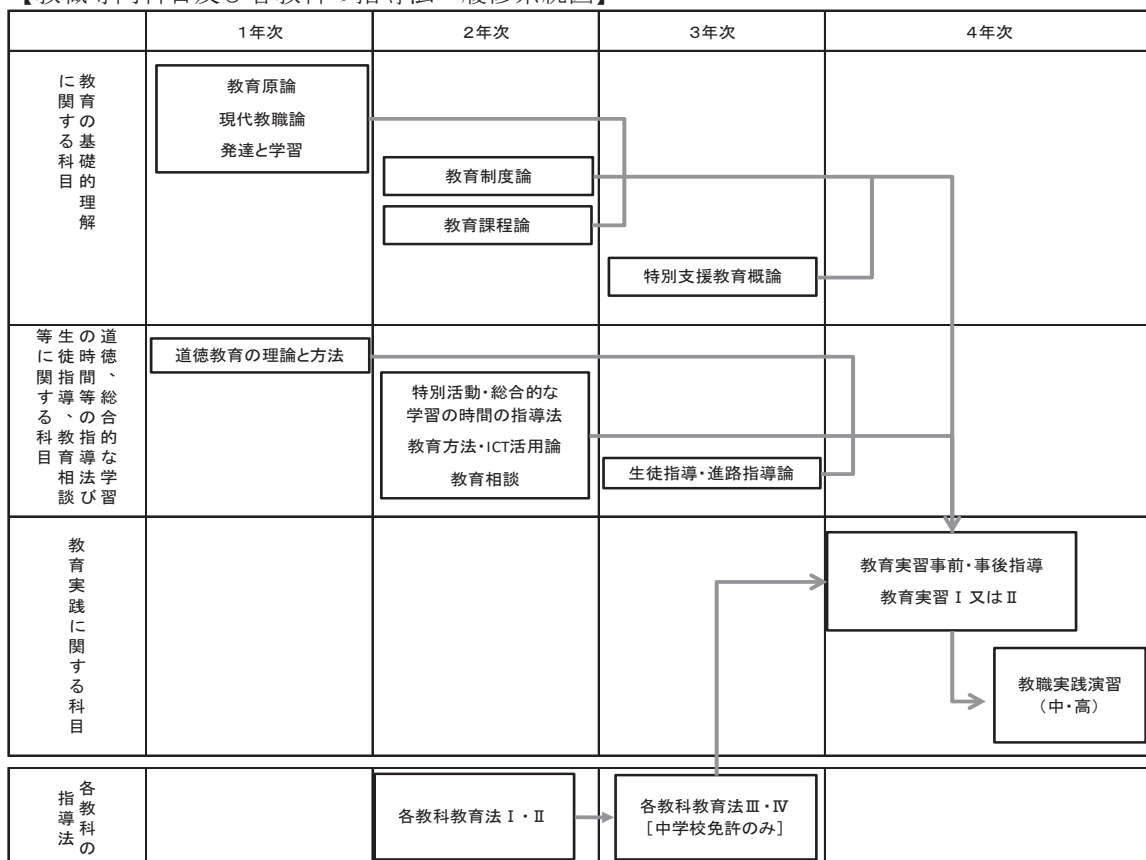 【教職専門科目及び各教科の指導法 履修系統図】
1年次
2年次
3年次
4年次
教育の基礎的理解
に関する科目
教育原論
現代教職論
発達と学習
教育制度論
教育課程論
特別支援教育概論
道徳、総合的な学習
の時間等の指導法び
生徒指導、教育相談
等に関する科目
道徳教育の理論と方法
特別活動・総合的な
学習の時間の指導法
教育方法・ICT活用論
教育相談
生徒指導・進路指導論
教育実践に関する科目
教育実習事前・事後指導
教育実習Ⅰ又はⅡ
教職実践演習
(中・高)
各教科の
指導法
各教科教育法Ⅰ・Ⅱ
各教科教育法Ⅲ・Ⅳ
[中学校免許のみ]